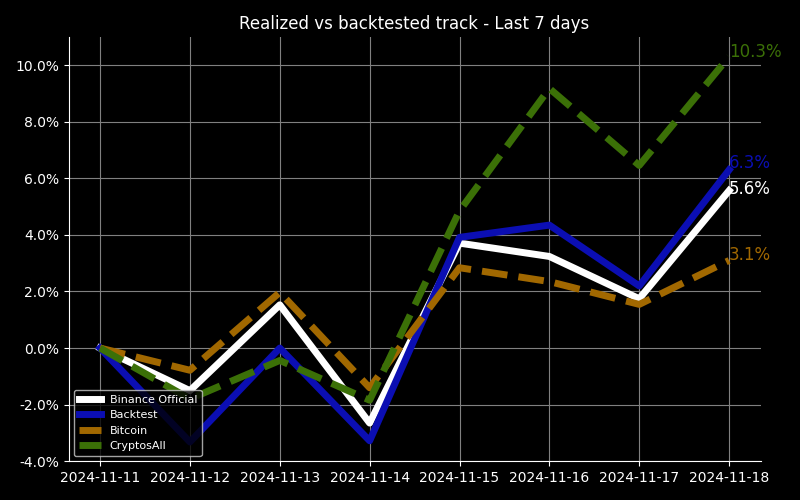 Realized vs backtested track - Last 7 days
10.3%
10.0%
8.0%
6.3%
6.0%
5.6%
4.0%
3.1%
2.0%
0.0%
-2.0%
-4.0%
Binance Official
Backtest
Bitcoin
CryptosAll
2024-11-11 2024-11-12 2024-11-13 2024-11-14 2024-11-15 2024-11-16 2024-11-17 2024-11-18